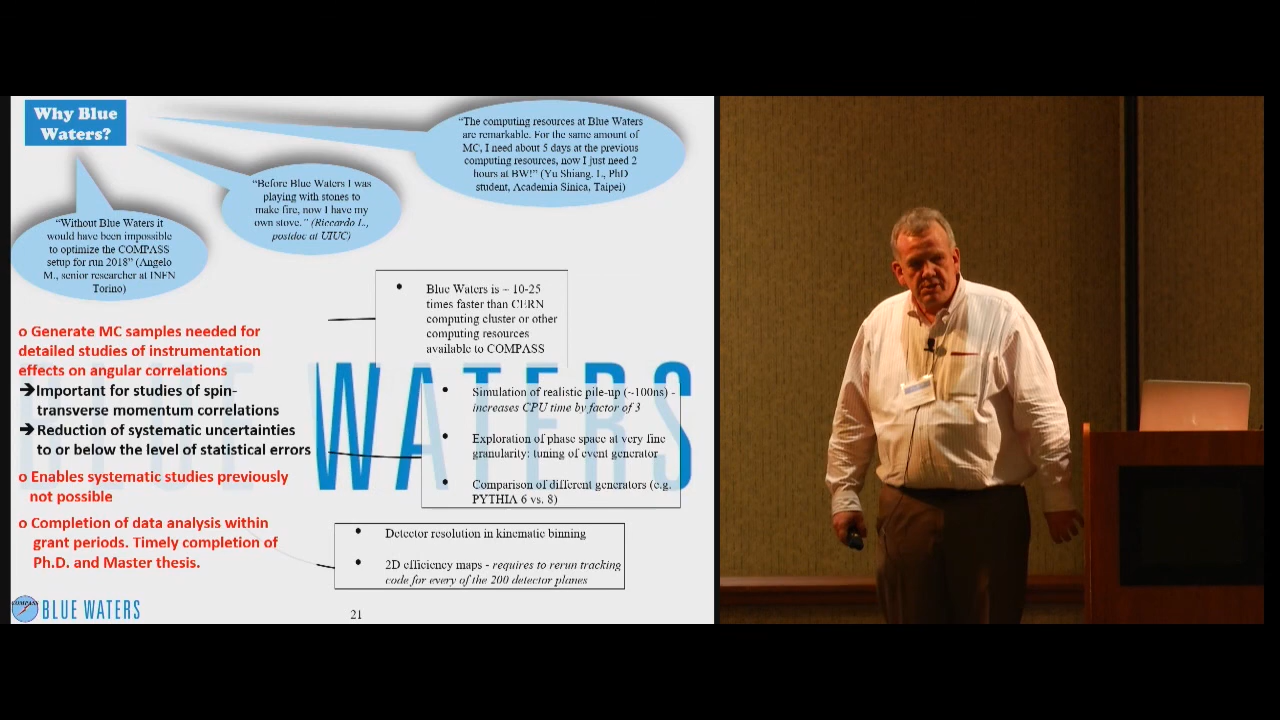 Why Blue
Waters?
“The computing resources at Blue Waters
are remarkable. For the same amount of
MC, I need about 5 days at the previous
computing resources, now I just need 2
hours at BW!” (Yu Shiang. L, PhD
student, Academia Sinica, Taipei)
“Before Blue Waters I was
playing with stones to
make fire, now I have my
own stove.” (Riccardo L.,
postdoc at UIUC)
“Without Blue Waters it
would have been impossible
to optimize the COMPASS
setup for run 2018” (Angelo
M., senior researcher at INFN
Torino)
• Blue Waters is ~ 10-25
times faster than CERN
computing cluster or other
computing resources
available to COMPASS
o Generate MC samples needed for
detailed studies of instrumentation
effects on angular correlations
➔Important for studies of spin-
transverse momentum correlations
➔ Reduction of systematic uncertainties
to or below the level of statistical errors
o Enables systematic studies previously
not possible
o Completion of data analysis within
grant periods. Timely completion of
Ph.D. and Master thesis.
BLUE WATERS
• Simulation of realistic pile-up (~100ns) -
increases CPU time by factor of 3
• Exploration of phase space at very fine
granularity: tuning of event generator
• Comparison of different generators (e.g.
PYTHIA 6 vs. 8)
• Detector resolution in kinematic binning
• 2D efficiency maps - requires to rerun tracking
code for every of the 200 detector planes
COMPASS
BLUE WATERS
21